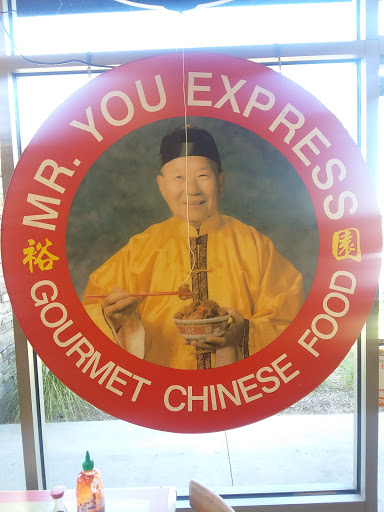 MR. YOU EXPRESS
裕 園
GOURMET CHINESE FOOD